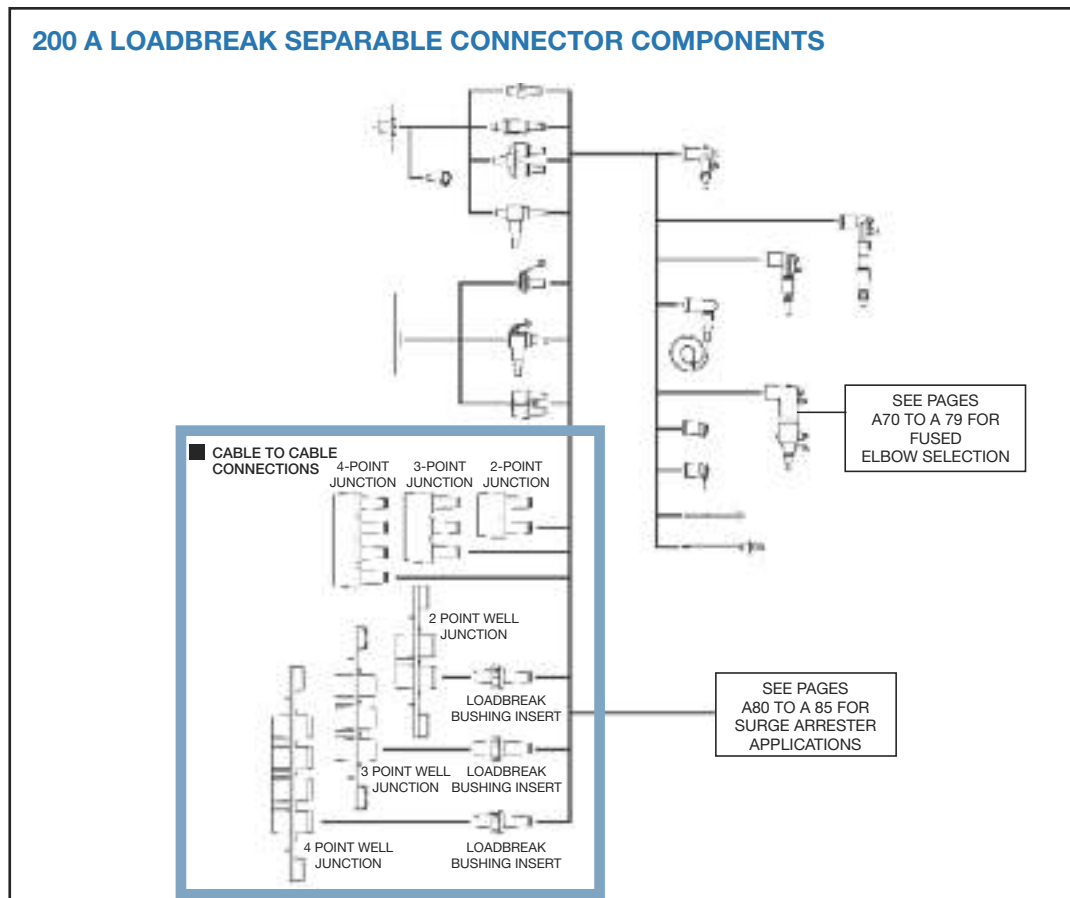 200 A LOADBREAK SEPARABLE CONNECTOR COMPONENTS
SEE PAGES
A70 TO A 79 FOR
FUSED
ELBOW SELECTION
■ CABLE TO CABLE
CONNECTIONS
4-POINT
JUNCTION
3-POINT
JUNCTION
2-POINT
JUNCTION
2 POINT WELL
JUNCTION
LOADBREAK
BUSHING INSERT
SEE PAGES
A80 TO A 85 FOR
SURGE ARRESTER
APPLICATIONS
3 POINT WELL
JUNCTION
LOADBREAK
BUSHING INSERT
4 POINT WELL
JUNCTION
LOADBREAK
BUSHING INSERT